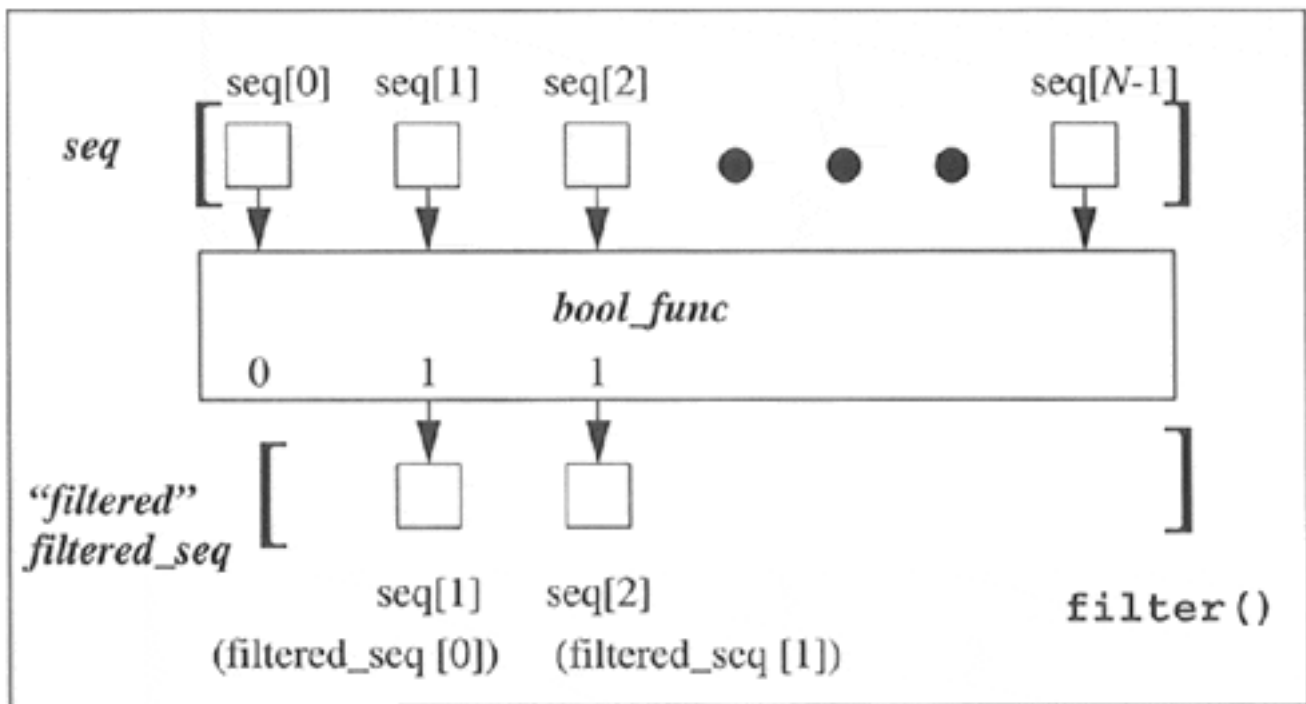 seq[0] seq[1] seq[2] seq[N-1]
seq
bool_func
0 1 1
“filtered”
filtered_seq
seq[1] seq[2]
filter()
(filtered_seq [0]) (filtered_seq [1])